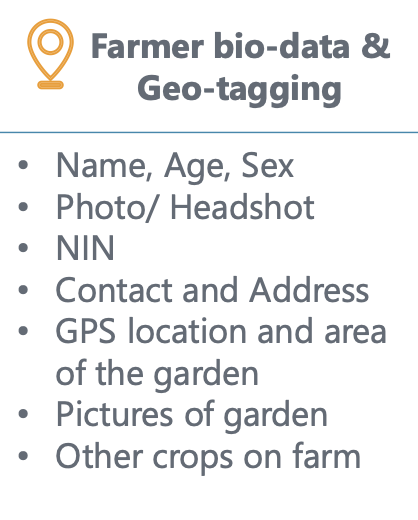 Farmer bio-data &
Geo-tagging
• Name, Age, Sex
• Photo/ Headshot
• NIN
• Contact and Address
• GPS location and area
of the garden
• Pictures of garden
• Other crops on farm